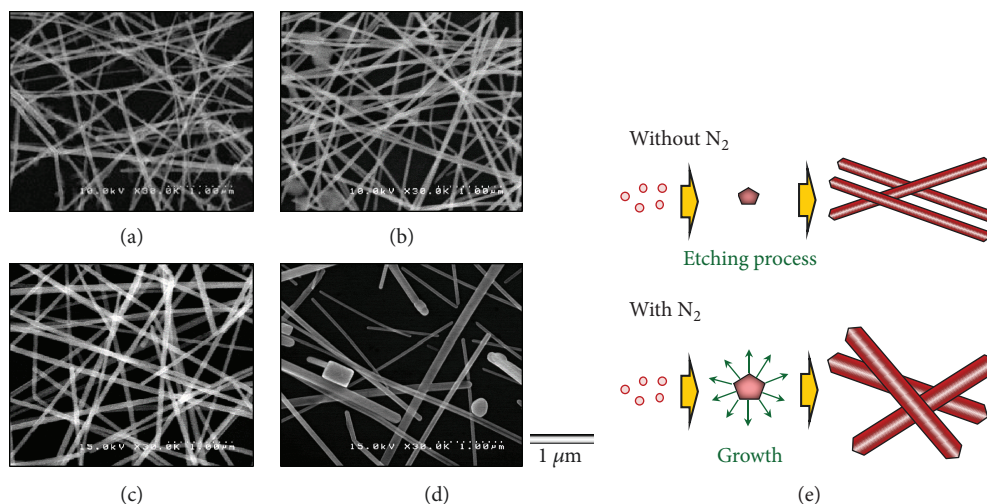 10.0kV X30.0K 1.00μm
(a)
10.0kV X30.0K 1.00μm
(b)
15.0kV X30.0K 1.00μm
(c)
15.0kV X30.0K 1.00μm
(d)
1 μm
Without N₂
Etching process
With N₂
Growth
(e)